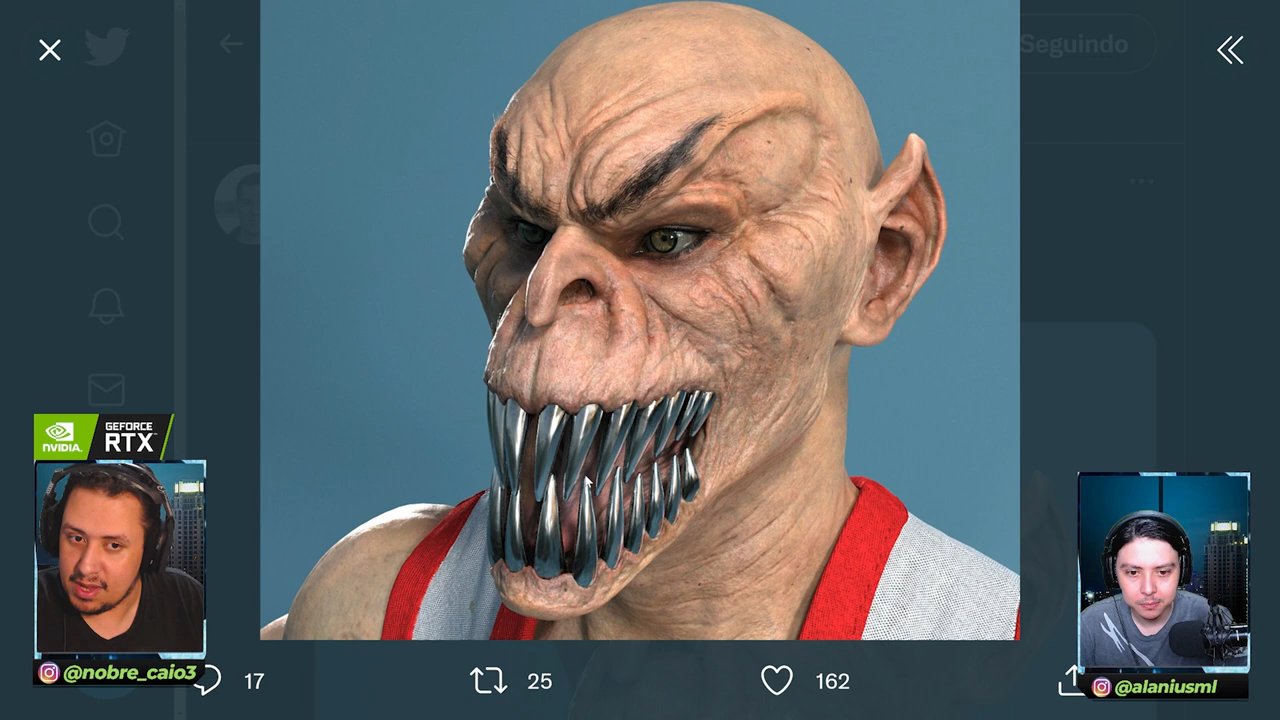 Seguindo
NVIDIA.
GEFORCE
RTX
@nobre_caio3
@alaniusml
17
25
162